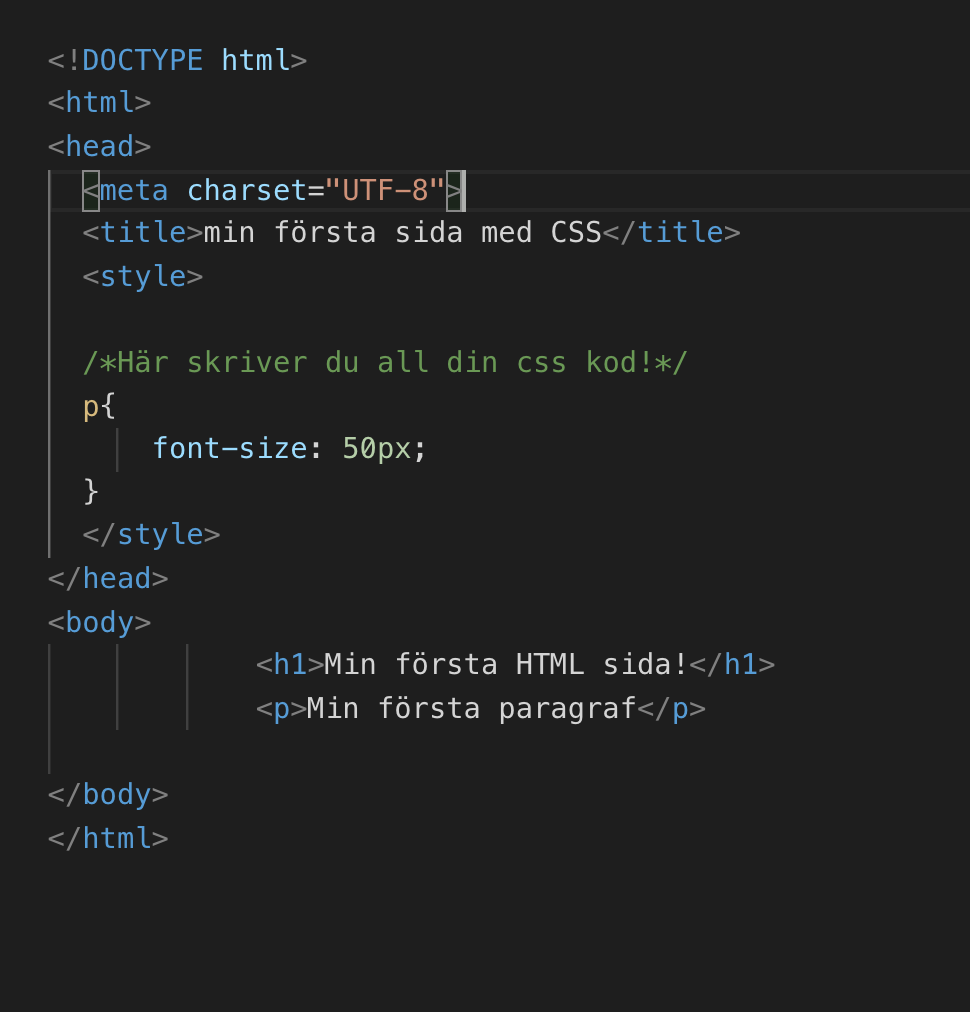 <!DOCTYPE html>
<html>
<head>
<meta charset="UTF-8">
<title>min första sida med CSS</title>
<style>
/*Här skriver du all din css kod!*/
p{
font-size: 50px;
}
</style>
</head>
<body>
<h1>Min första HTML sida!</h1>
<p>Min första paragraf</p>
</body>
</html>